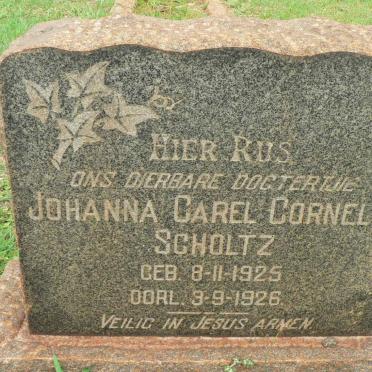 HIER RUS
ONS DIERBARE DOGTERTJIE
JOHANNA CAREL CORNEL
SCHOLTZ
GEB. 8-11-1925
OORL. 3-9-1926
VEILIG IN JESUS ARMEN